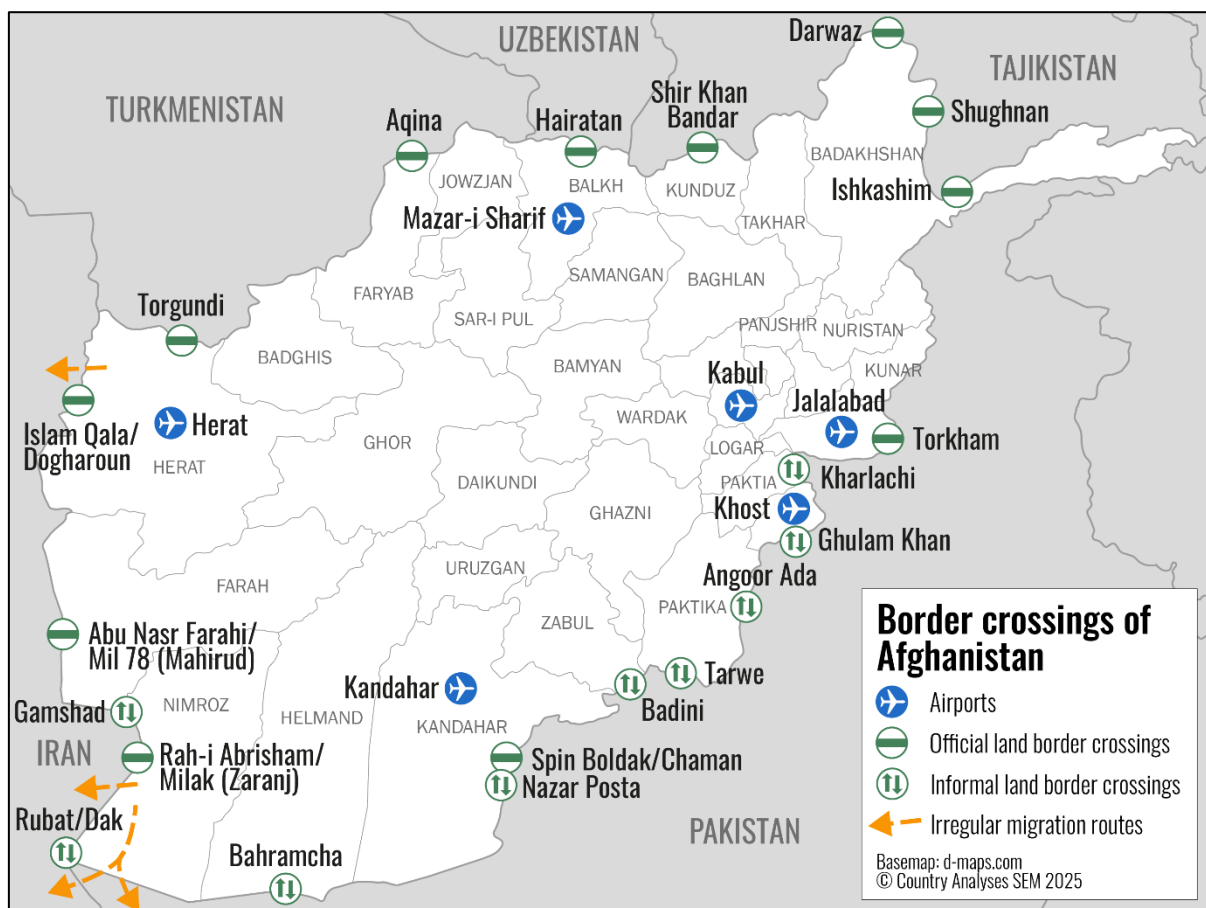 UZBEKISTAN
Darwaz
TAJIKISTAN
TURKMENISTAN
Shir Khan
Bandar
Aqina
Hairatan
Shughnan
BADAKHSHAN
JOWZJAN
BALKH
KUNDUZ
Ishkashim
Mazar-i Sharif
TAKHAR
SAMANGAN
BAGHLAN
FARYAB
Torgundi
SAR-I PUL
PANJSHIR
NURISTAN
BADGHIS
BAMYAN
KUNAR
Kabul
Jalalabad
WARDAK
Herat
Islam Qala/
Dogharoun
GHOR
LOGAR
Torkham
HERAT
DAIKUNDI
PAKTIA
Kharlachi
GHAZNI
Khost
Ghulam Khan
URUZGAN
Angoor Ada
FARAH
PAKTIKA
ZABUL
Abu Nasr Farahi/
Mil 78 (Mahirud)
Tarwe
Kandahar
NIMROZ
Gamshad
HELMAND
KANDAHAR
Badini
IRAN
Rah-i Abrisham/
Milak (Zaranj)
Spin Boldak/Chaman
Nazar Posta
Rubat/Dak
PAKISTAN
Bahramcha
Border crossings of
Afghanistan
Airports
Official land border crossings
Informal land border crossings
Irregular migration routes
Basemap: d-maps.com
© Country Analyses SEM 2025